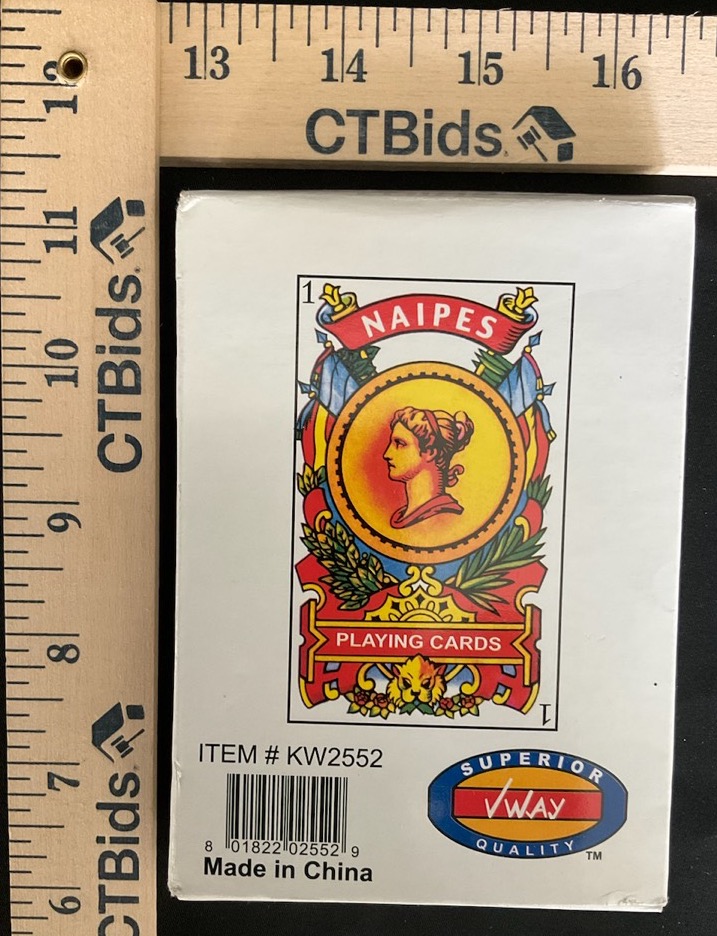 13 14 15 16
CTBids.
12
11
CTBids.
10
9
8
7
CTBids.
6
1
NAIPES
PLAYING CARDS
1
ITEM # KW2552
8 01822 02552 9
Made in China
SUPERIOR
VWAY
QUALITY
TM